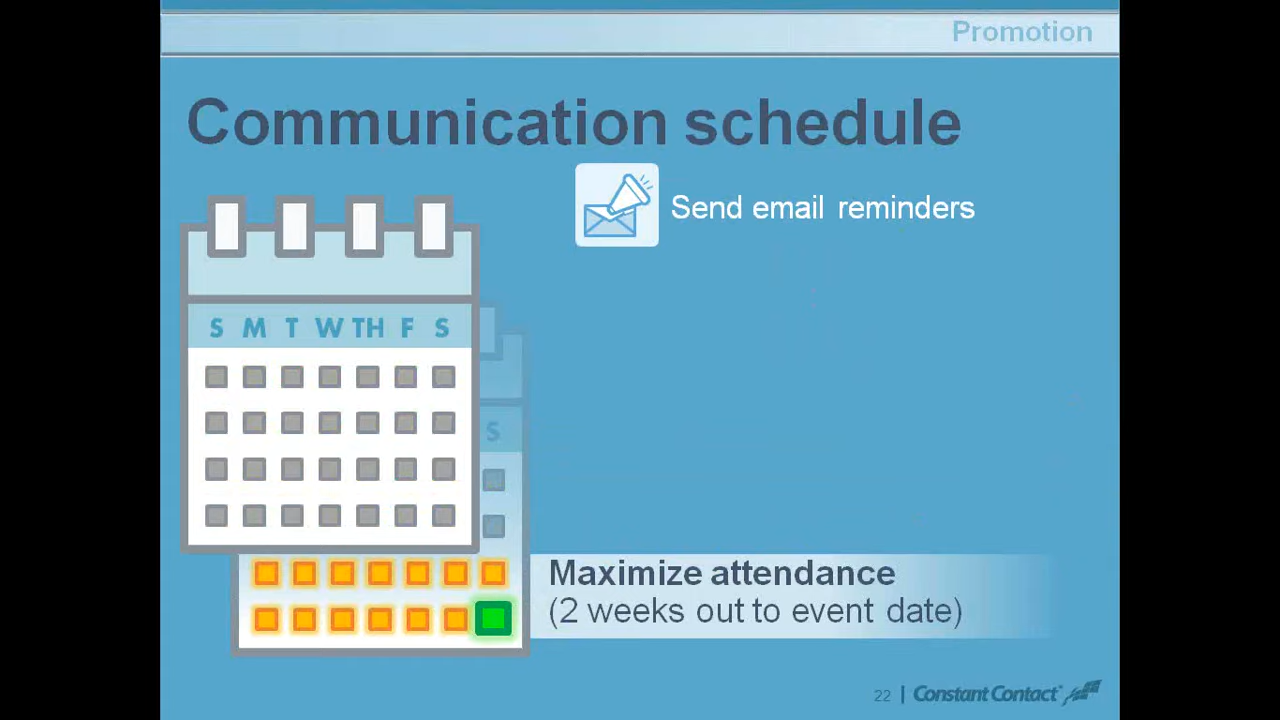 Promotion
Communication schedule
Send email reminders
S M T W TH F S
S
Maximize attendance
(2 weeks out to event date)
22 | Constant Contact